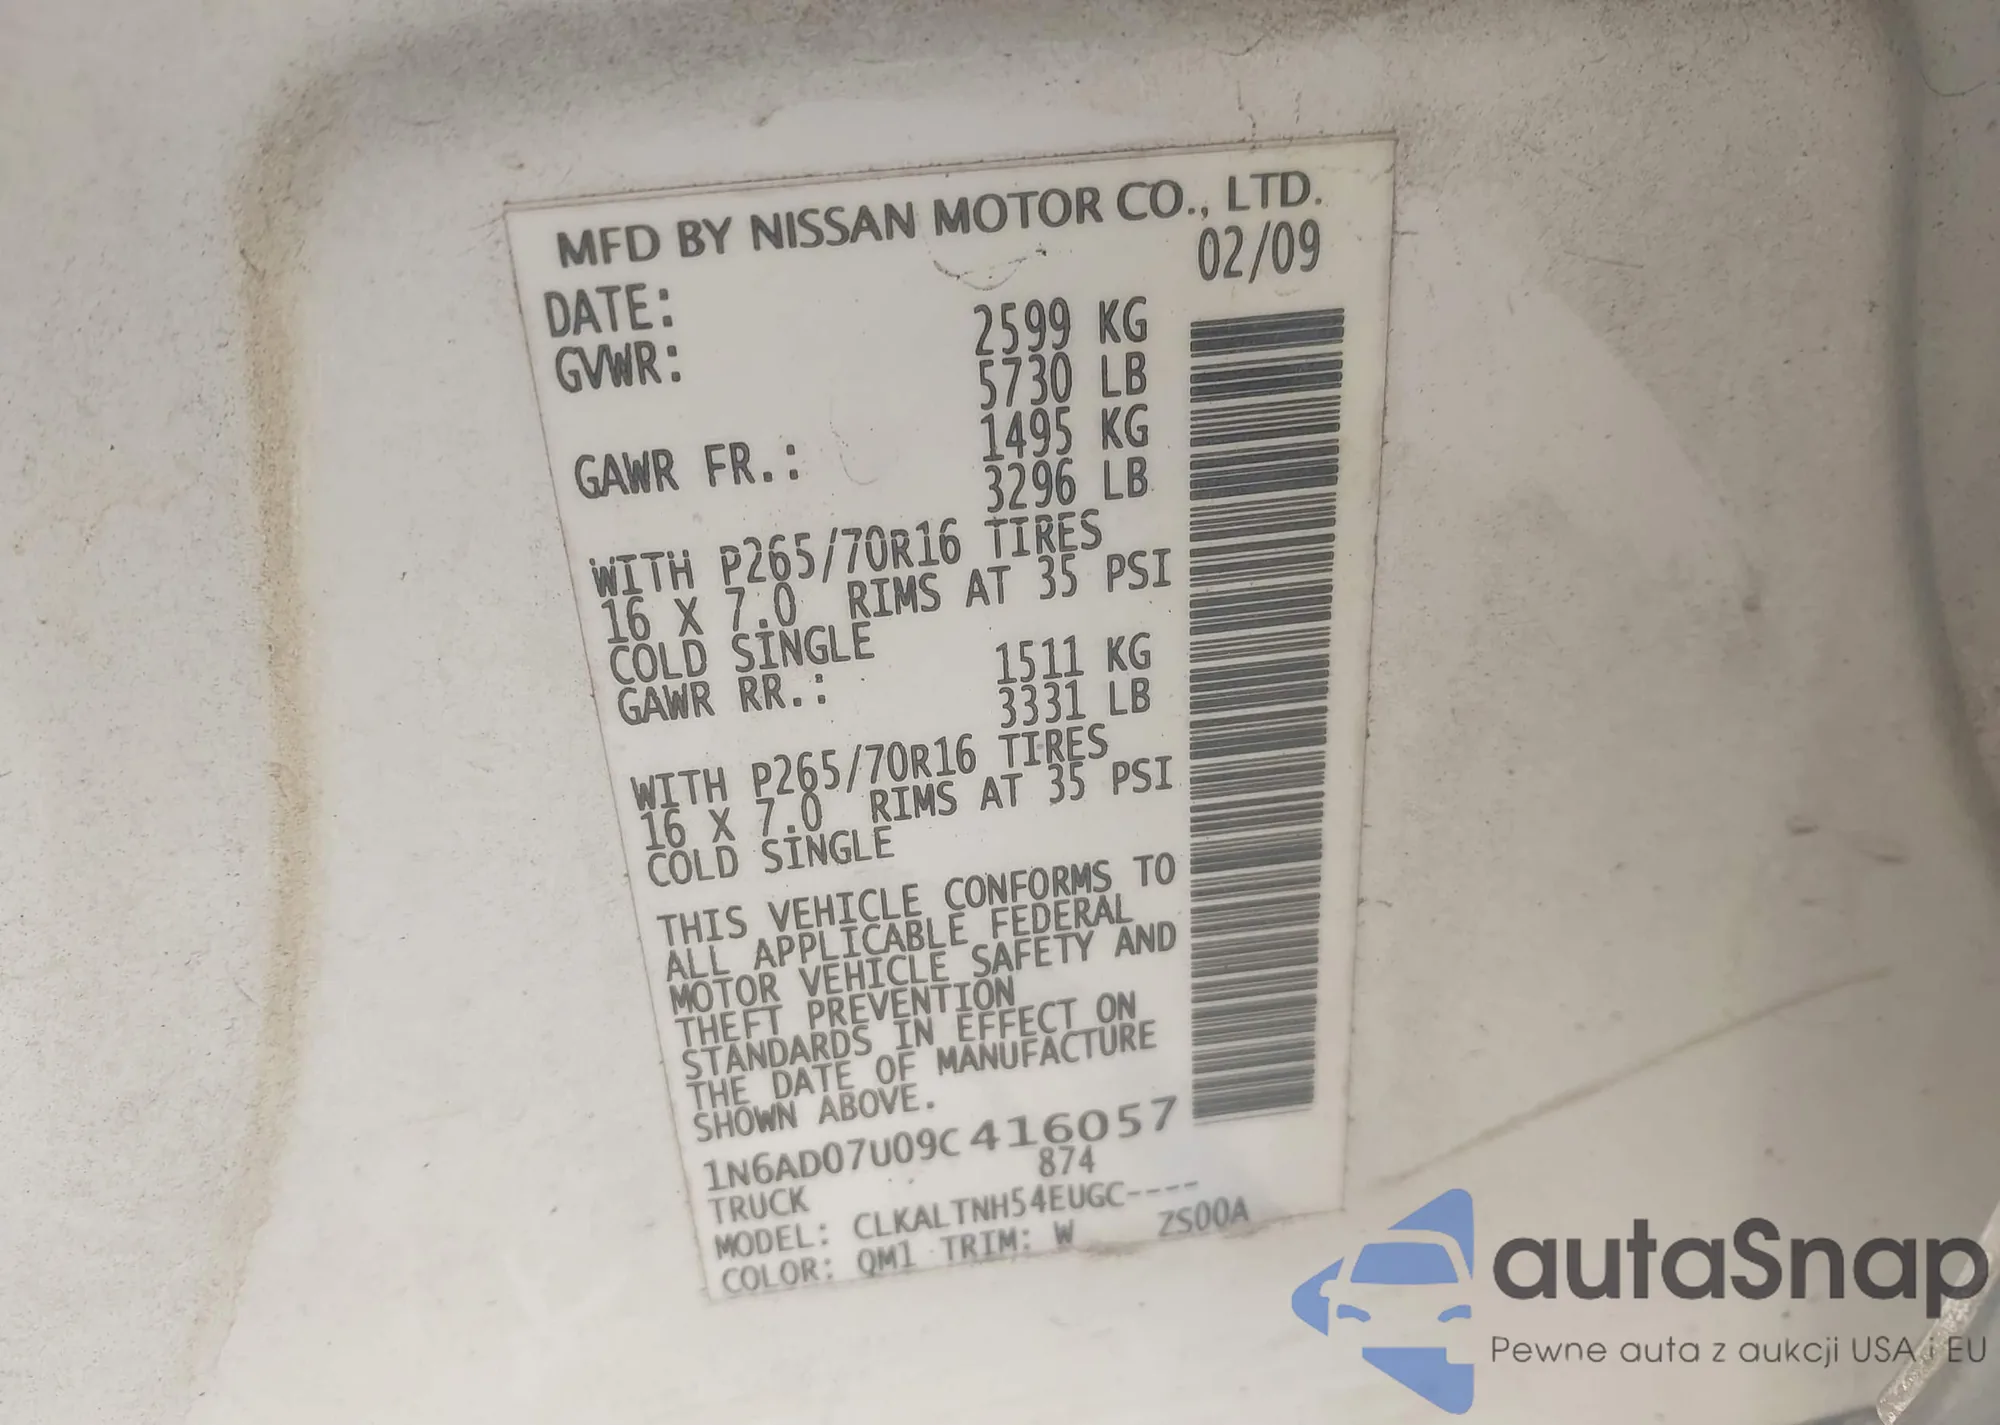 MFD BY NISSAN MOTOR CO., LTD.
DATE: 02/09
GVWR: 2599 KG
5730 LB
GAWR FR.: 1495 KG
3296 LB
WITH P265/70R16 TIRES
16 X 7.0 RIMS AT 35 PSI
COLD SINGLE
GAWR RR.: 1511 KG
3331 LB
WITH P265/70R16 TIRES
16 X 7.0 RIMS AT 35 PSI
COLD SINGLE
THIS VEHICLE CONFORMS TO
ALL APPLICABLE FEDERAL
MOTOR VEHICLE SAFETY AND
THEFT PREVENTION
STANDARDS IN EFFECT ON
THE DATE OF MANUFACTURE
SHOWN ABOVE.
1N6AD07U09C416057
TRUCK 874
MODEL: CLKALTNH54EUGC----
COLOR: QM1 TRIM: W ZS00A
autaSnap
Pewne auta z aukcji USA i EU